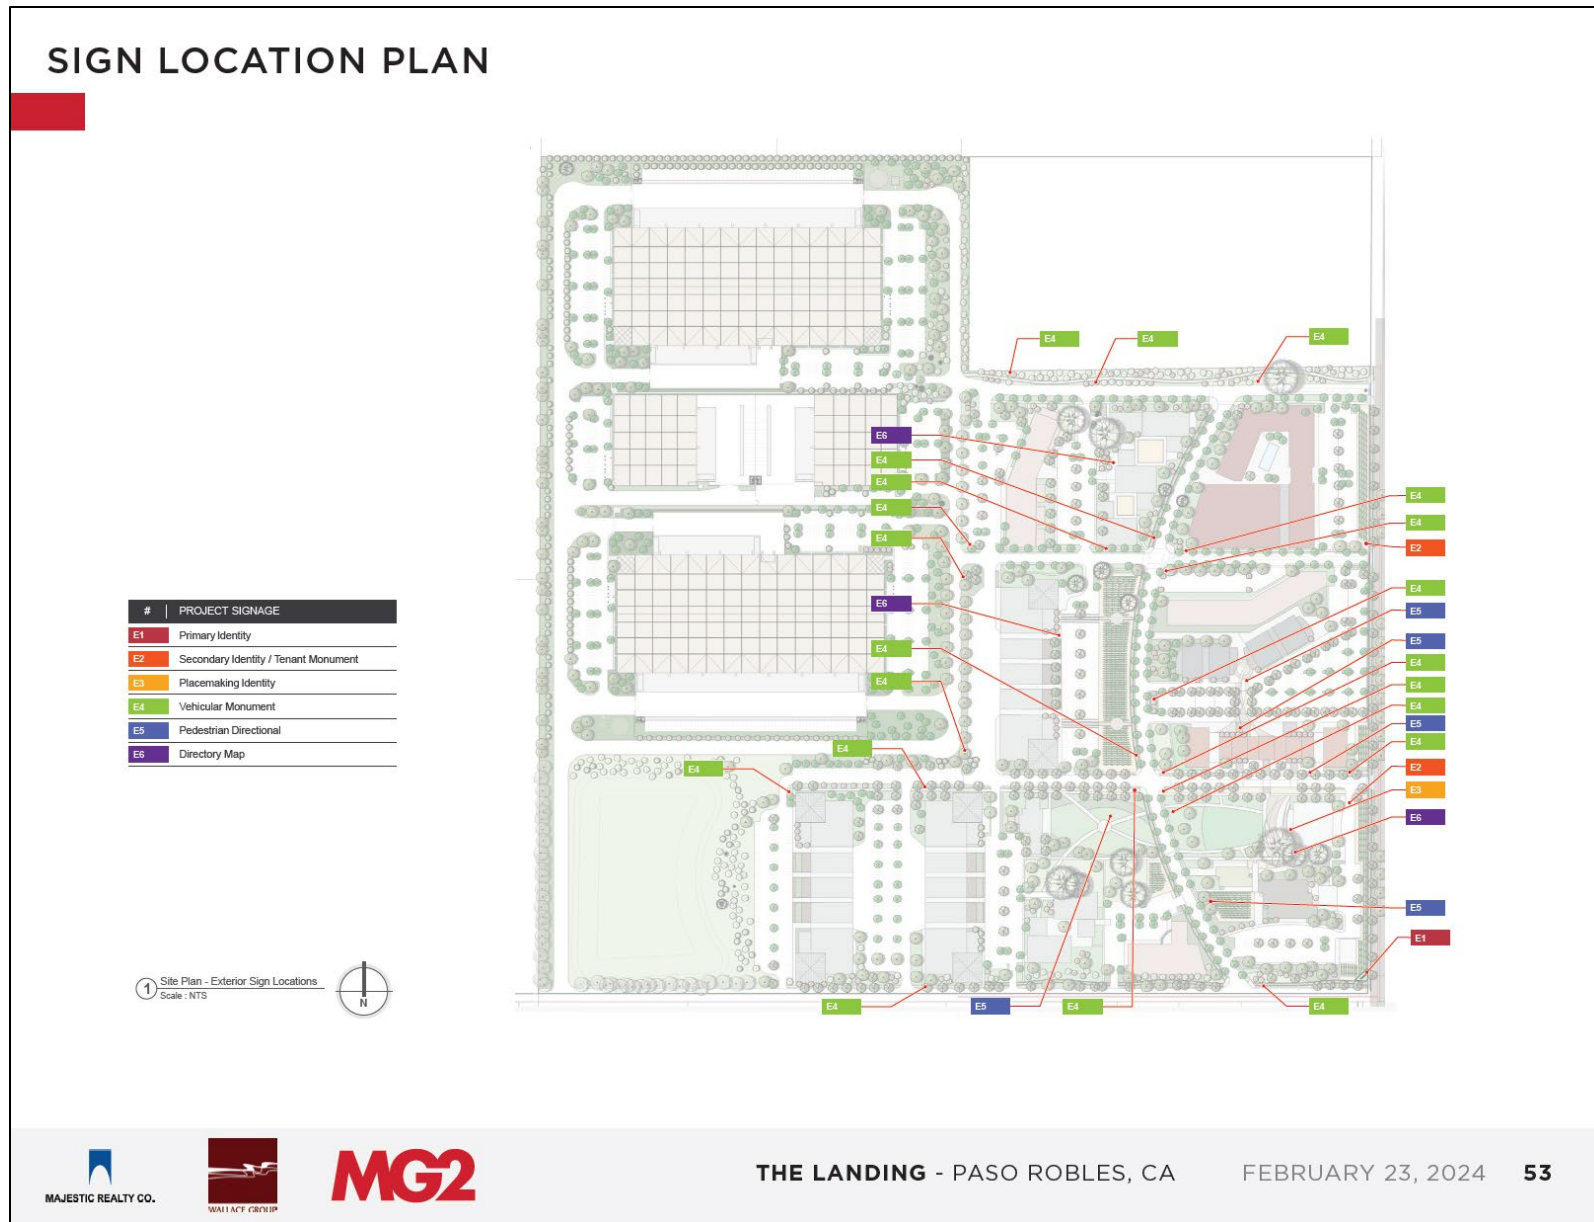 SIGN LOCATION PLAN
E4
E4
E4
E6
E4
E4
E4
E4
E6
E4
E4
E4
E4
E4
E4
E2
E4
E5
E5
E4
E4
E4
E5
E4
E2
E3
E6
E5
E1
E4
E5
E4
E4
# | PROJECT SIGNAGE
E1 Primary Identity
E2 Secondary Identity / Tenant Monument
E3 Placemaking Identity
E4 Vehicular Monument
E5 Pedestrian Directional
E6 Directory Map
1 Site Plan - Exterior Sign Locations
Scale : NTS
N
MAJESTIC REALTY CO.
WALLACE GROUP
MG2
THE LANDING - PASO ROBLES, CA
FEBRUARY 23, 2024
53